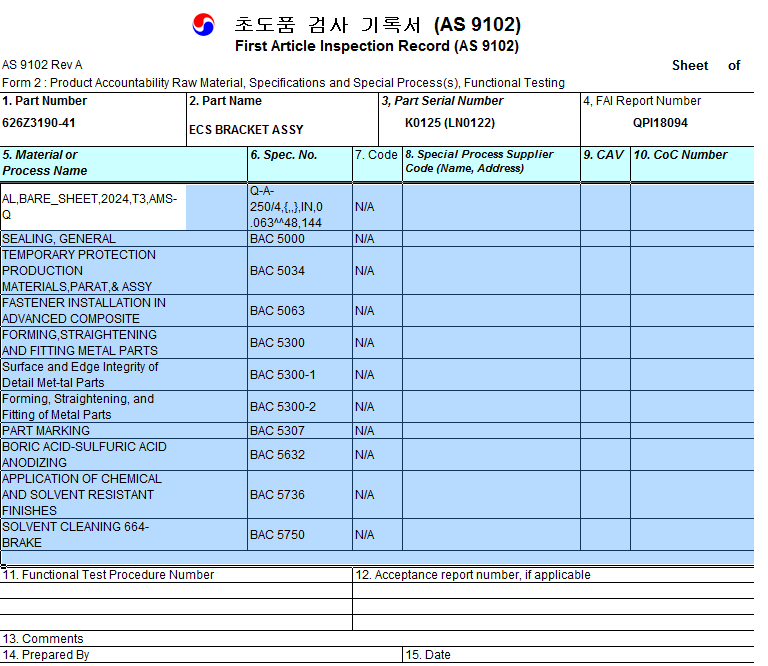 초도품 검사 기록서 (AS 9102)
First Article Inspection Record (AS 9102)
AS 9102 Rev A
Sheet of
Form 2 : Product Accountability Raw Material, Specifications and Special Process(s), Functional Testing
1. Part Number
2. Part Name
3, Part Serial Number
4, FAI Report Number
626Z3190-41
ECS BRACKET ASSY
K0125 (LN0122)
QPI18094
5. Material or
Process Name
6. Spec. No.
7. Code
8. Special Process Supplier
Code (Name, Address)
9. CAV
10. CoC Number
AL,BARE_SHEET,2024,T3,AMS-
Q
Q-A-
250/4,{,,},IN,0
.063^^48,144
N/A
SEALING, GENERAL
BAC 5000
N/A
TEMPORARY PROTECTION
PRODUCTION
MATERIALS,PARAT,& ASSY
BAC 5034
N/A
FASTENER INSTALLATION IN
ADVANCED COMPOSITE
BAC 5063
N/A
FORMING,STRAIGHTENING
AND FITTING METAL PARTS
BAC 5300
N/A
Surface and Edge Integrity of
Detail Met-tal Parts
BAC 5300-1
N/A
Forming, Straightening, and
Fitting of Metal Parts
BAC 5300-2
N/A
PART MARKING
BAC 5307
N/A
BORIC ACID-SULFURIC ACID
ANODIZING
BAC 5632
N/A
APPLICATION OF CHEMICAL
AND SOLVENT RESISTANT
FINISHES
BAC 5736
N/A
SOLVENT CLEANING 664-
BRAKE
BAC 5750
N/A
11. Functional Test Procedure Number
12. Acceptance report number, if applicable
13. Comments
14. Prepared By
15. Date